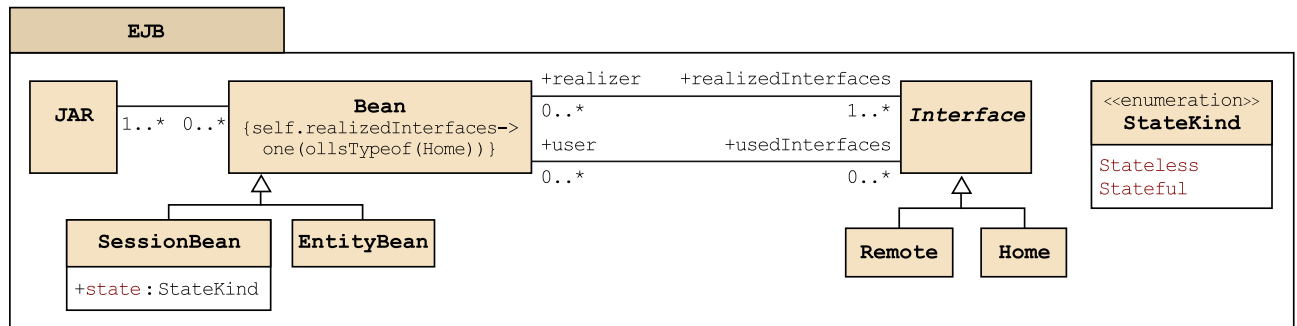 EJB
JAR
1..*
0..*
Bean
{self.realizedInterfaces->
one(ollsTypeof(Home))}
+realizer
+realizedInterfaces
0..*
1..*
+user
+usedInterfaces
0..*
0..*
Interface
<<enumeration>>
StateKind
Stateless
Stateful
SessionBean
+state:StateKind
EntityBean
Remote
Home